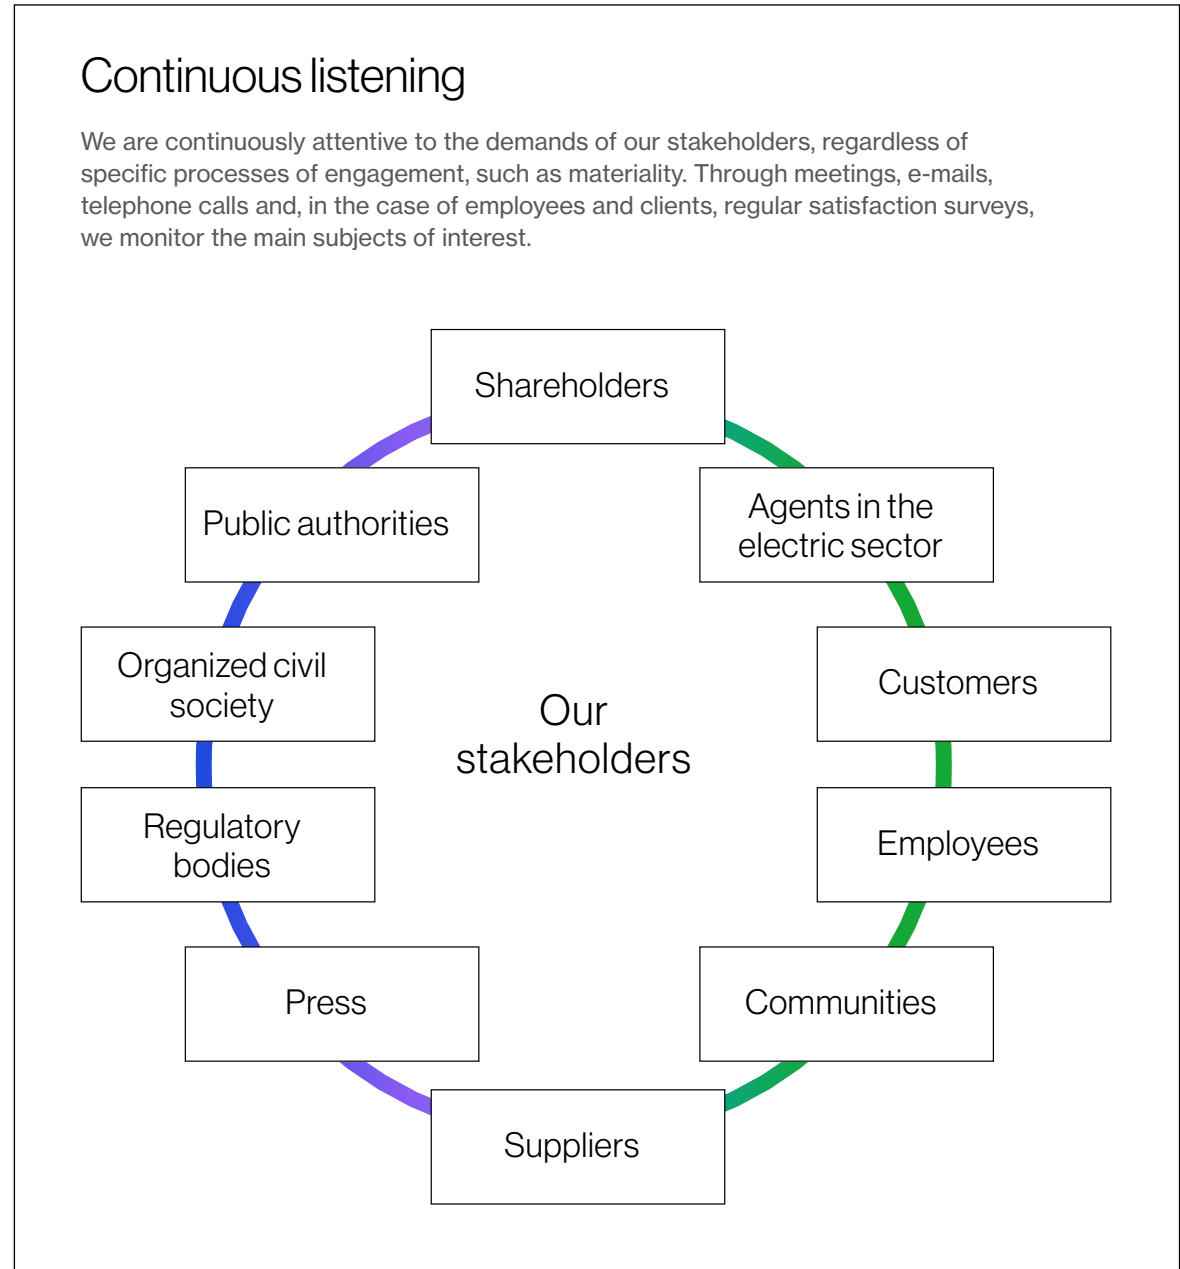 Continuous listening
We are continuously attentive to the demands of our stakeholders, regardless of
specific processes of engagement, such as materiality. Through meetings, e-mails,
telephone calls and, in the case of employees and clients, regular satisfaction surveys,
we monitor the main subjects of interest.
Shareholders
Public authorities
Agents in the
electric sector
Organized civil
society
Customers
Our
stakeholders
Regulatory
bodies
Employees
Press
Communities
Suppliers